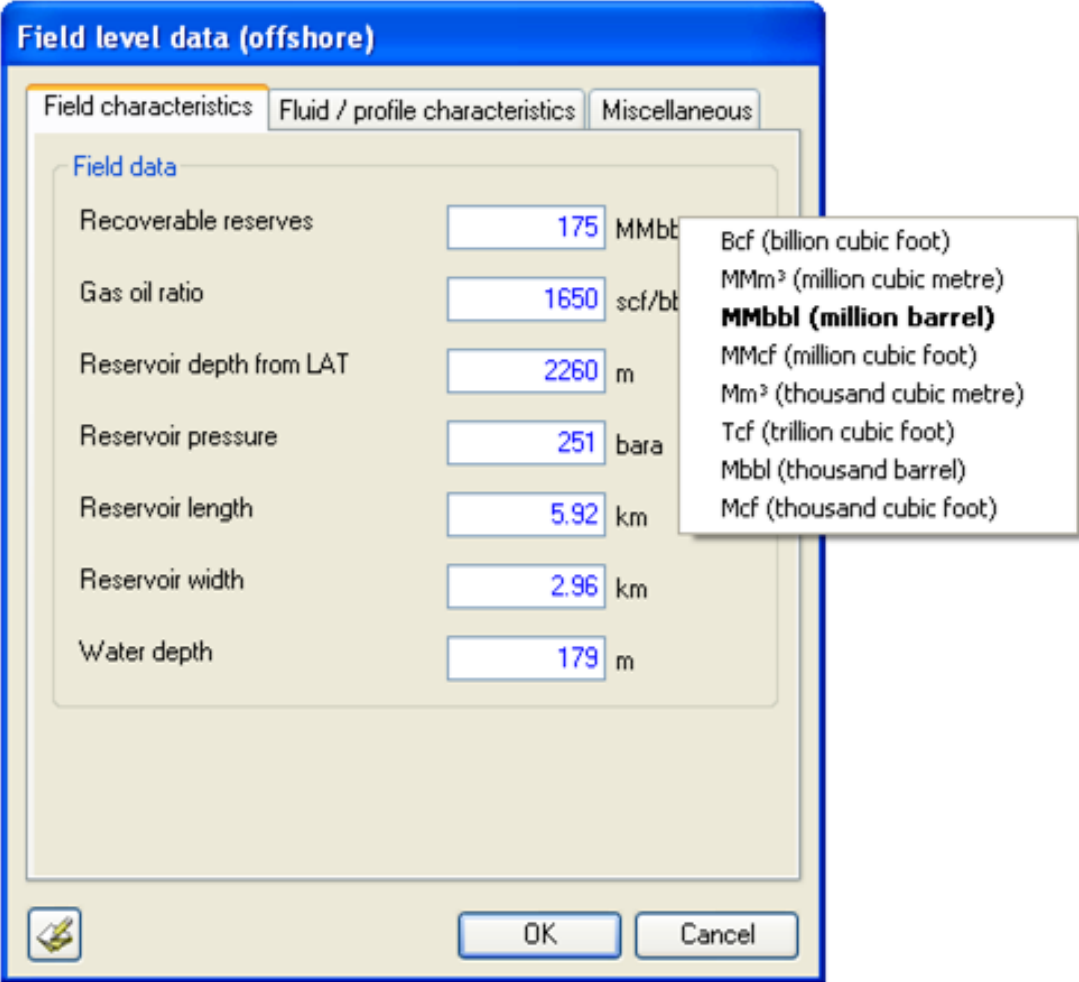 Field level data (offshore)
Field characteristics Fluid / profile characteristics Miscellaneous
Field data
Recoverable reserves 175 MMbb
Gas oil ratio 1650 scf/bb
Reservoir depth from LAT 2260 m
Reservoir pressure 251 bara
Reservoir length 5.92 km
Reservoir width 2.96 km
Water depth 179 m
Bcf (billion cubic foot)
MMm³ (million cubic metre)
MMbbl (million barrel)
MMcf (million cubic foot)
Mm³ (thousand cubic metre)
Tcf (trillion cubic foot)
Mbbl (thousand barrel)
Mcf (thousand cubic foot)
OK Cancel